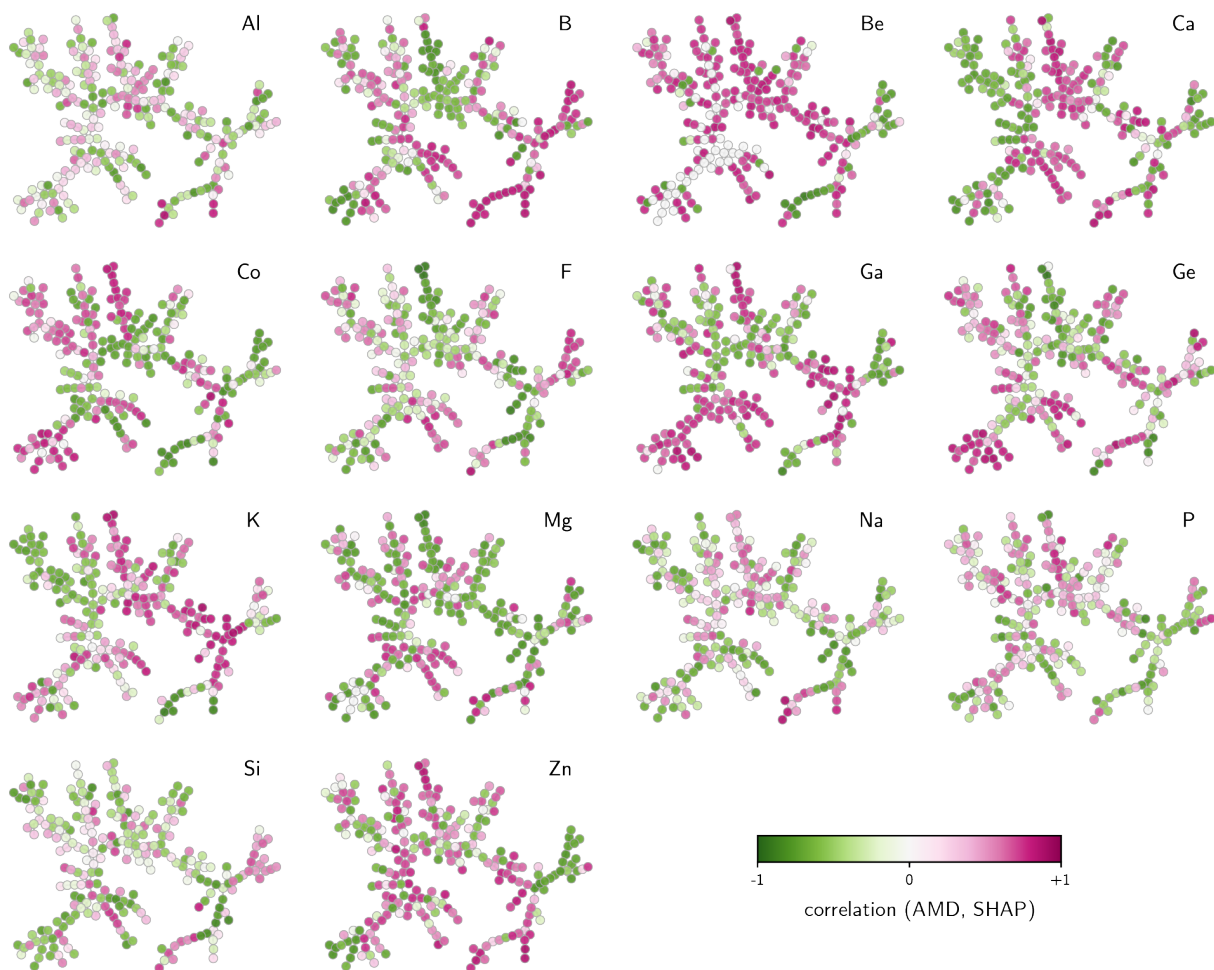 Al
B
Be
Ca
Co
F
Ga
Ge
K
Mg
Na
P
Si
Zn
-1 0 +1
correlation (AMD, SHAP)